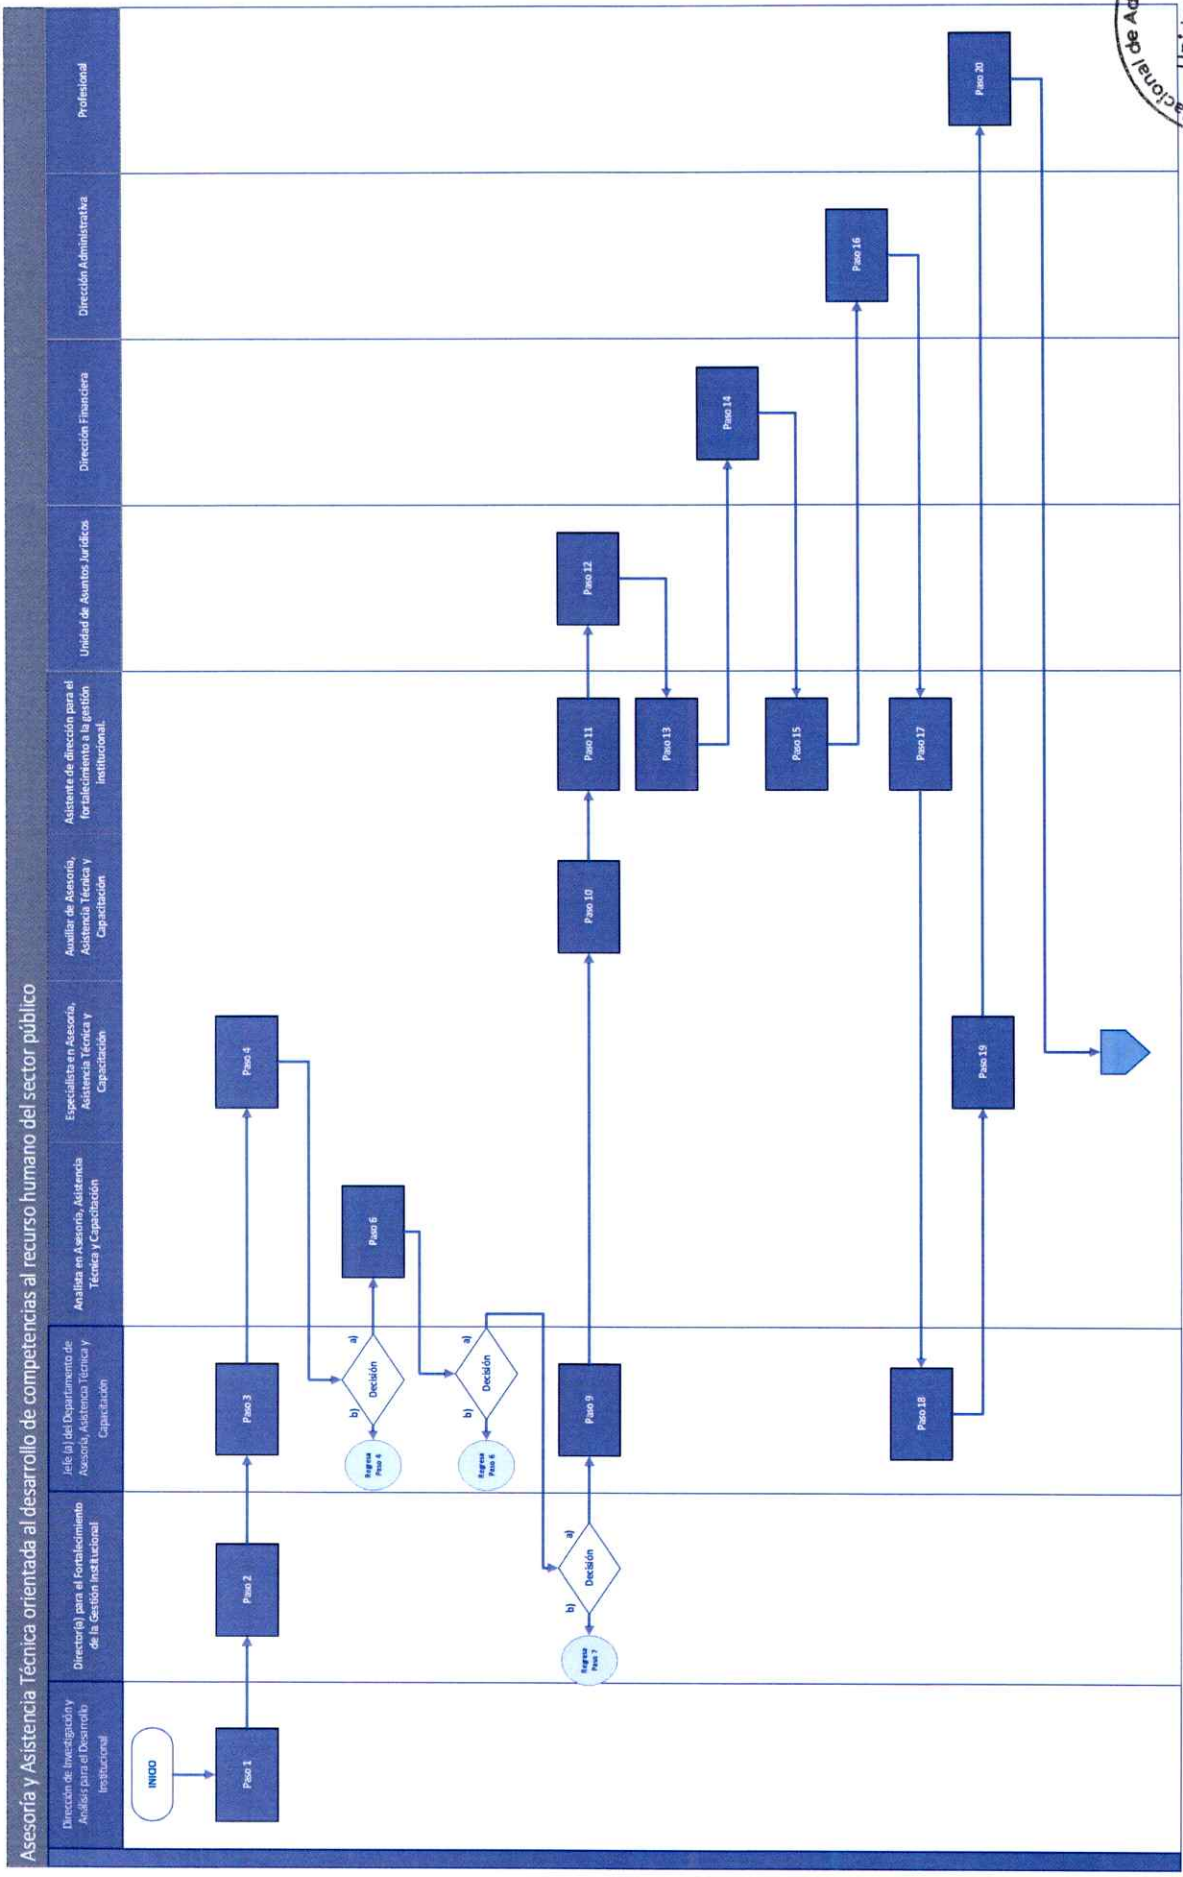 Asesoría y Asistencia Técnica orientada al desarrollo de competencias al recurso humano del sector público
Dirección de Investigación y
Análisis para el Desarrollo
Institucional
Director(a) para el Fortalecimiento
de la Gestión Institucional
Jefe (a) del Departamento de
Asesoría, Asistencia Técnica y
Capacitación
Analista en Asesoría, Asistencia
Técnica y Capacitación
Especialista en Asesoría,
Asistencia Técnica y
Capacitación
Auxiliar de Asesoría,
Asistencia Técnica y
Capacitación
Asistente de dirección para el
fortalecimiento a la gestión
institucional.
Unidad de Asuntos Jurídicos
Dirección Financiera
Dirección Administrativa
Profesional
INICIO
Paso 1
Paso 2
Paso 3
Paso 4
b)
Decisión
a)
Regresa
Paso 4
Paso 6
b)
Decisión
a)
Regresa
Paso 6
b)
Decisión
a)
Regresa
Paso 7
Paso 9
Paso 10
Paso 11
Paso 12
Paso 13
Paso 14
Paso 15
Paso 16
Paso 17
Paso 18
Paso 19
Paso 20
cional de Ad